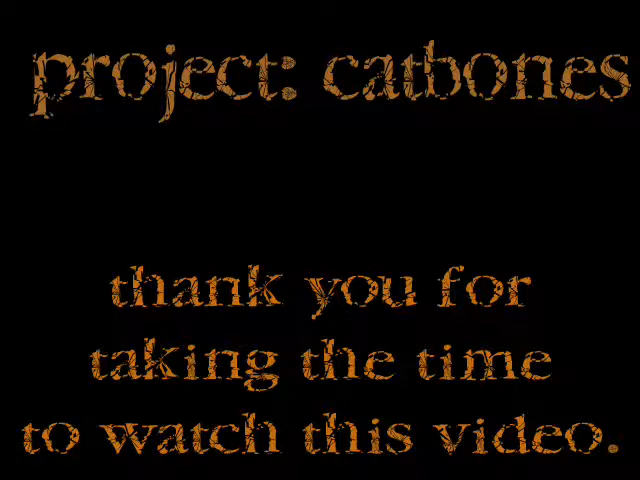 project: catbones
thank you for
taking the time
to watch this video.